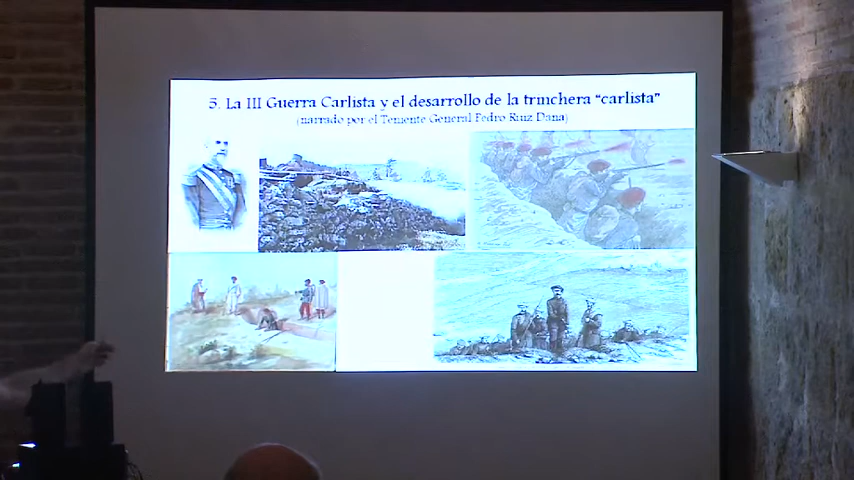 5. La III Guerra Carlista y el desarrollo de la trinchera “carlista”
(narrado por el Teniente General Pedro Ruiz Dana)